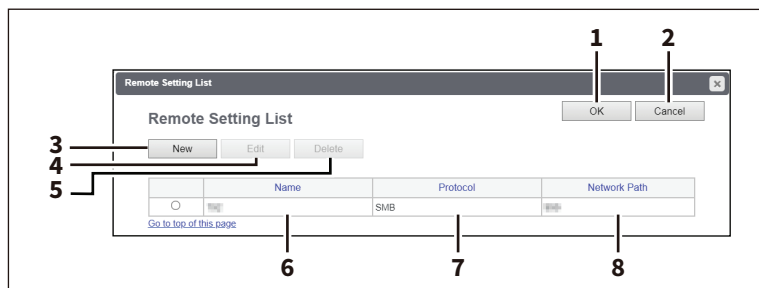 1 2
Remote Setting List
OK Cancel
Remote Setting List
3 New Edit Delete
4
5
Name Protocol Network Path
SMB
Go to top of this page
6 7 8